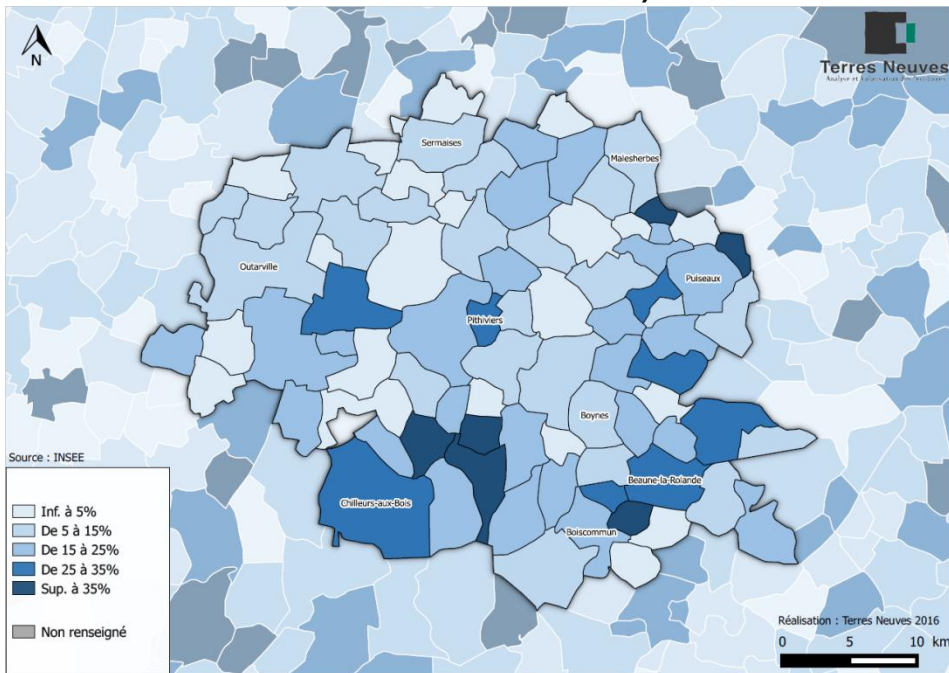 N
Terres Neuves
Sermaises
Malesherbes
Outarville
Puiseaux
Pithiviers
Boynes
Source : INSEE
Beaune-la-Rolande
Chilleurs-aux-Bois
Inf. à 5%
De 5 à 15%
De 15 à 25%
De 25 à 35%
Sup. à 35%
Boiscommun
Non renseigné
Réalisation : Terres Neuves 2016
0 5 10 km